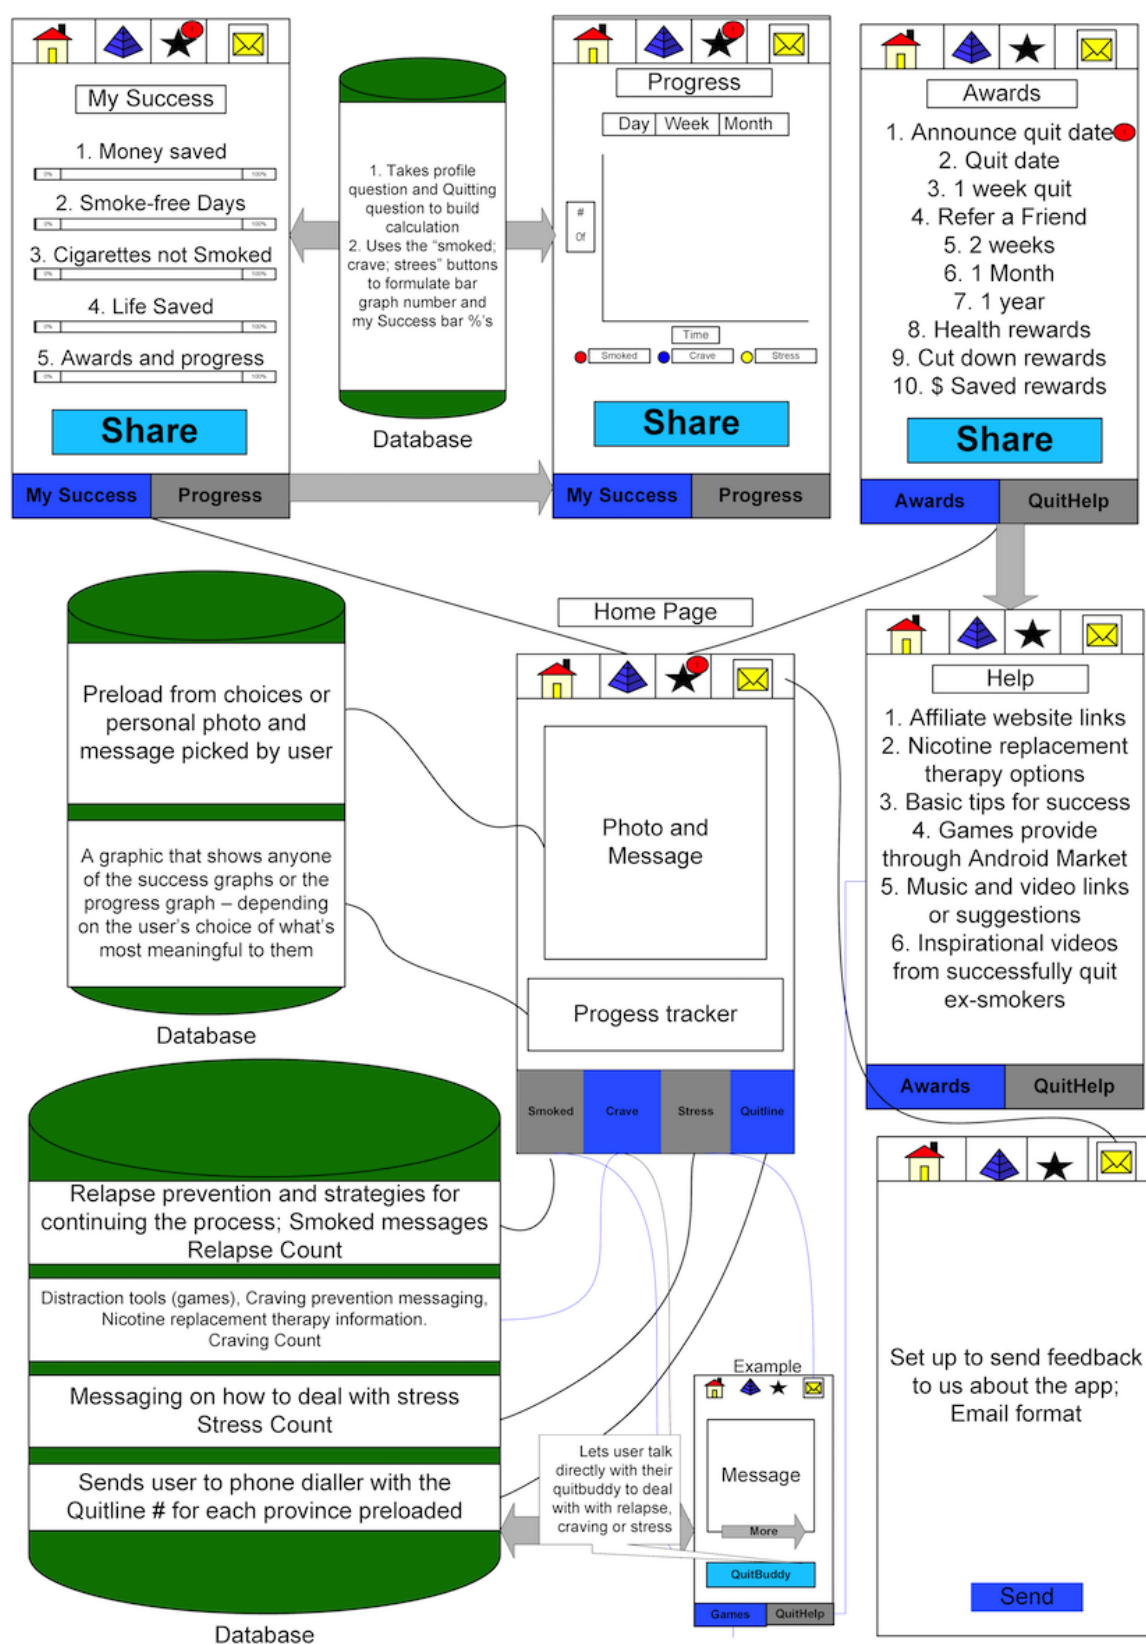 My Success
1. Money saved
0% 100%
2. Smoke-free Days
0% 100%
3. Cigarettes not Smoked
0% 100%
4. Life Saved
0% 100%
5. Awards and progress
0% 100%
Share
My Success Progress
1. Takes profile
question and Quitting
question to build
calculation
2. Uses the “smoked;
crave; strees” buttons
to formulate bar
graph number and
my Success bar %'s
Database
Progress
Day Week Month
#
Of
Time
Smoked Crave Stress
Share
My Success Progress
Awards
1. Announce quit date
2. Quit date
3. 1 week quit
4. Refer a Friend
5. 2 weeks
6. 1 Month
7. 1 year
8. Health rewards
9. Cut down rewards
10. $ Saved rewards
Share
Awards QuitHelp
Preload from choices or
personal photo and
message picked by user
A graphic that shows anyone
of the success graphs or the
progress graph – depending
on the user's choice of what's
most meaningful to them
Database
Home Page
Photo and
Message
Progess tracker
Smoked Crave Stress Quitline
Help
1. Affiliate website links
2. Nicotine replacement
therapy options
3. Basic tips for success
4. Games provide
through Android Market
5. Music and video links
or suggestions
6. Inspirational videos
from successfully quit
ex-smokers
Awards QuitHelp
Relapse prevention and strategies for
continuing the process; Smoked messages
Relapse Count
Distraction tools (games), Craving prevention messaging,
Nicotine replacement therapy information.
Craving Count
Messaging on how to deal with stress
Stress Count
Sends user to phone dialler with the
Quitline # for each province preloaded
Database
Lets user talk
directly with their
quitbuddy to deal
with with relapse,
craving or stress
Example
Message
More
QuitBuddy
Games QuitHelp
Set up to send feedback
to us about the app;
Email format
Send